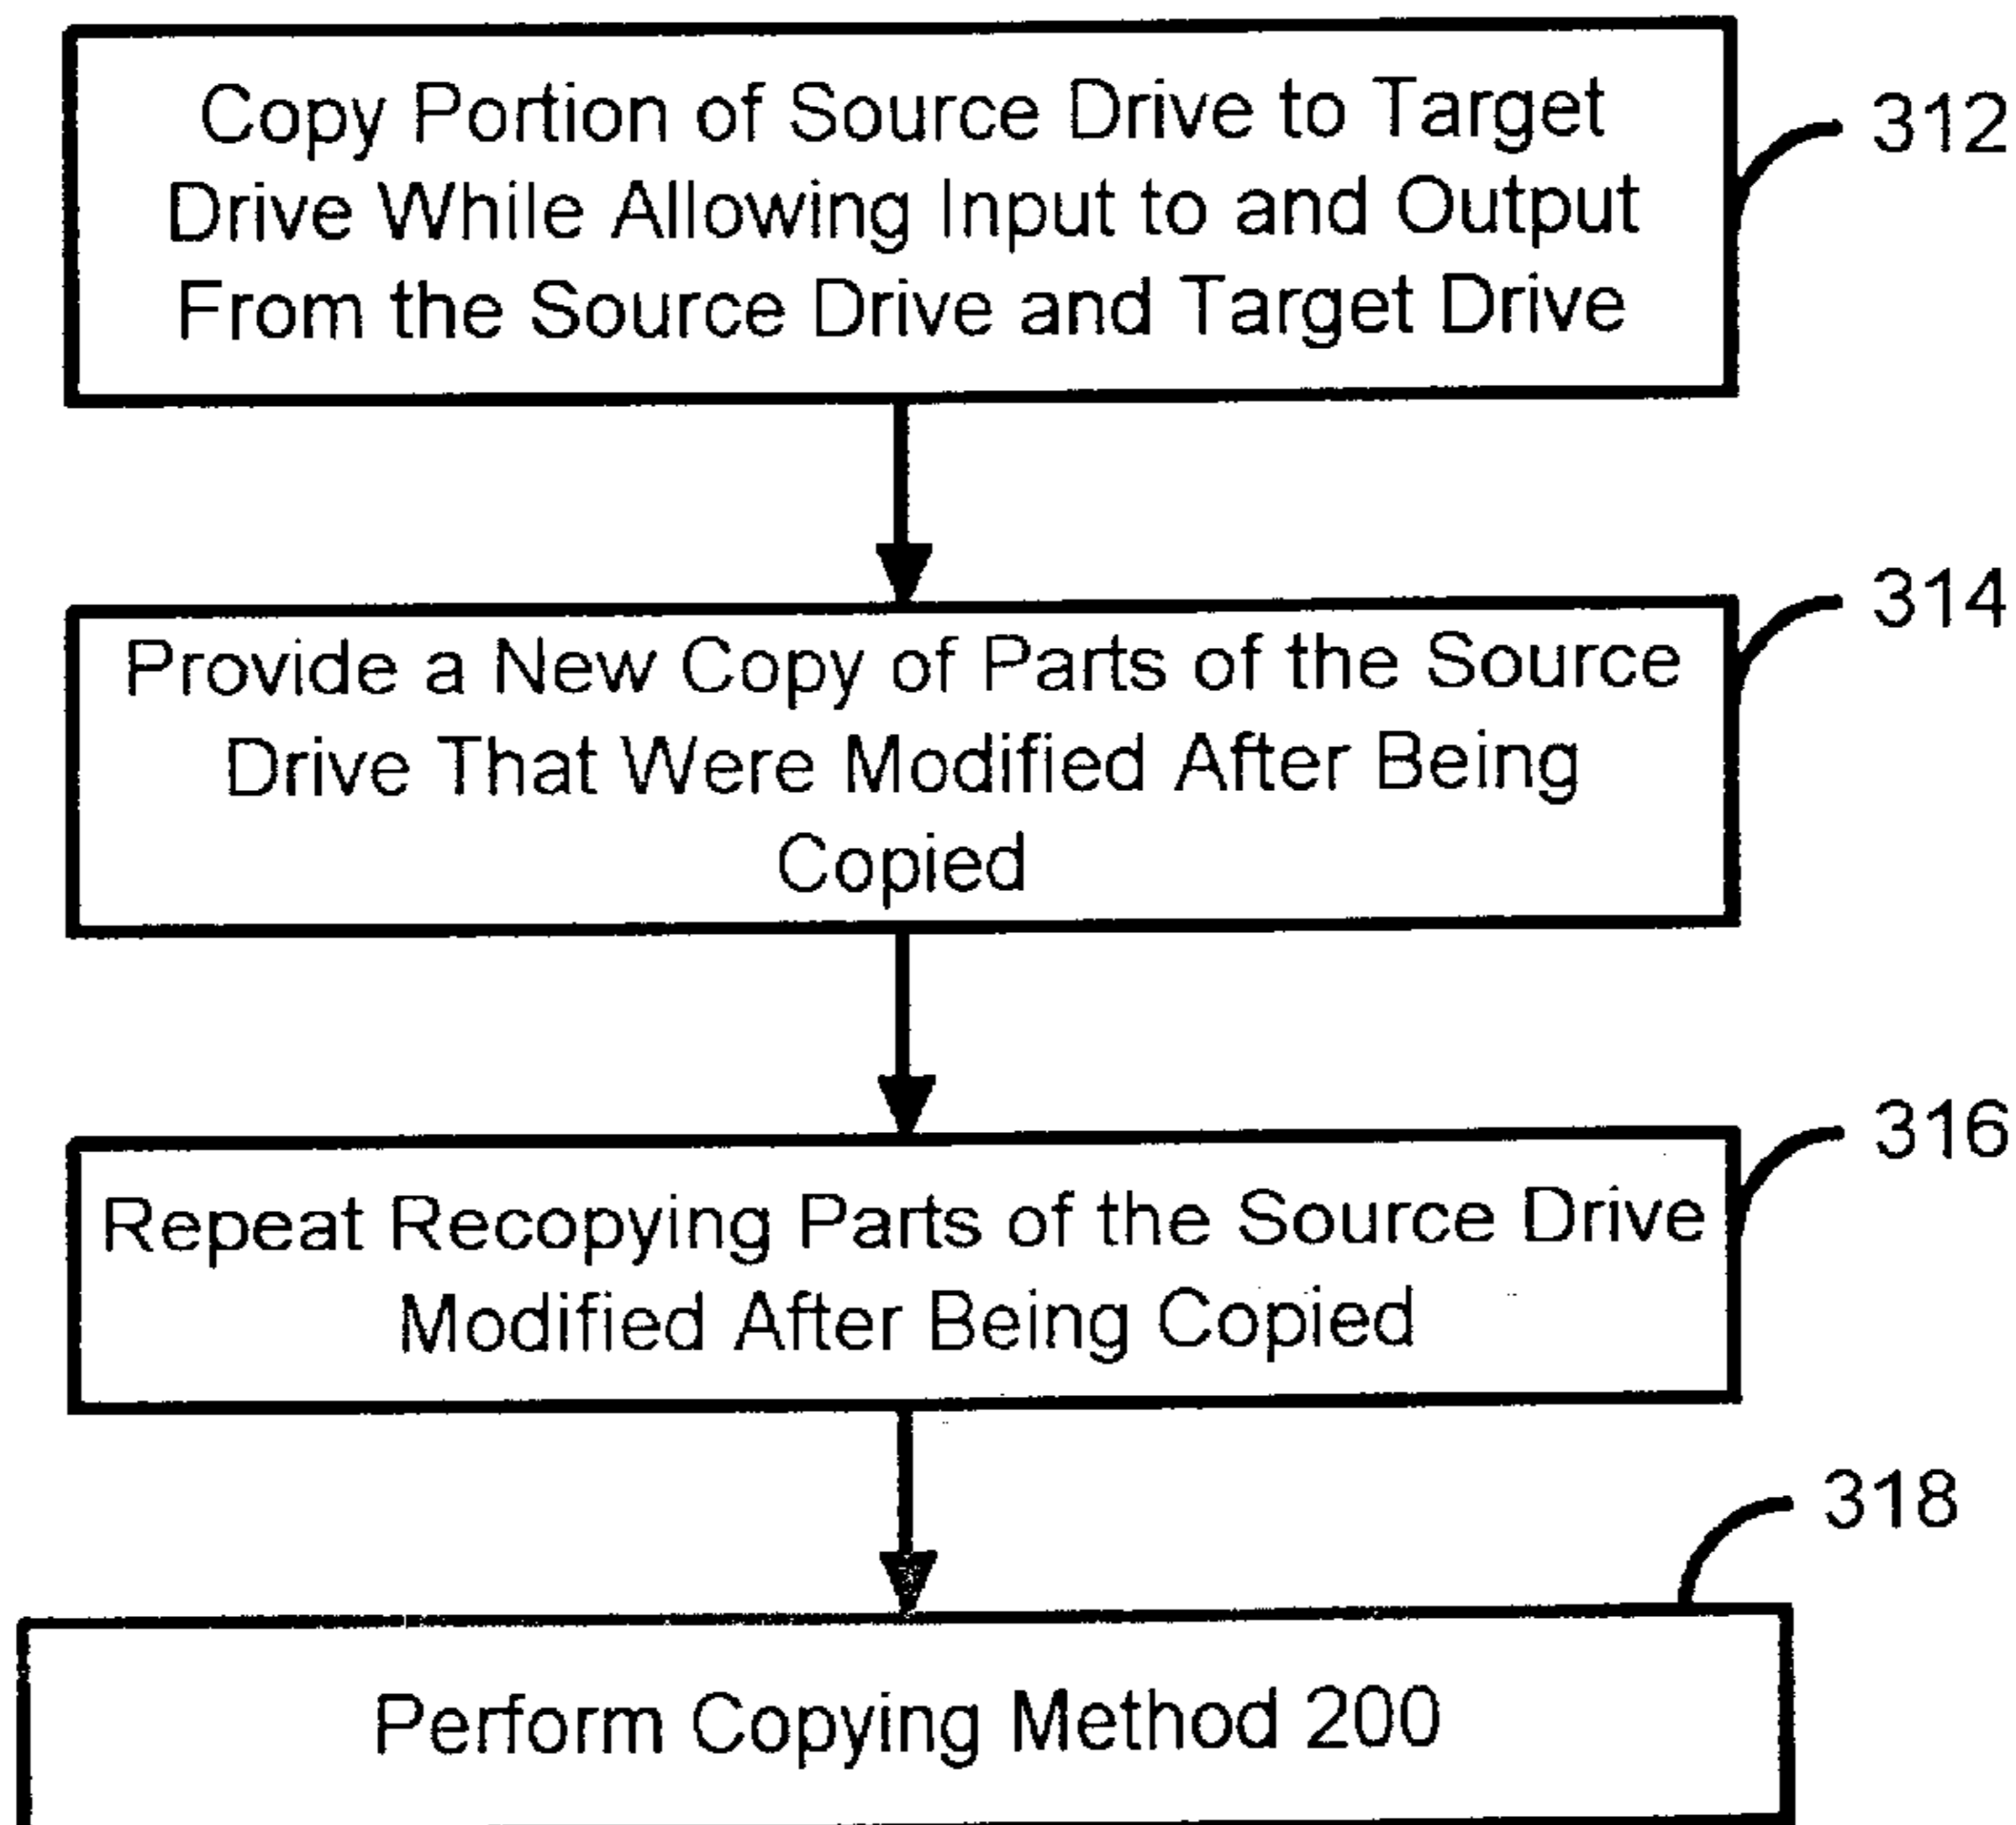 Copy Portion of Source Drive to Target
Drive While Allowing Input to and Output
From the Source Drive and Target Drive
312
Provide a New Copy of Parts of the Source
Drive That Were Modified After Being
Copied
314
Repeat Recopying Parts of the Source Drive
Modified After Being Copied
316
Perform Copying Method 200
318